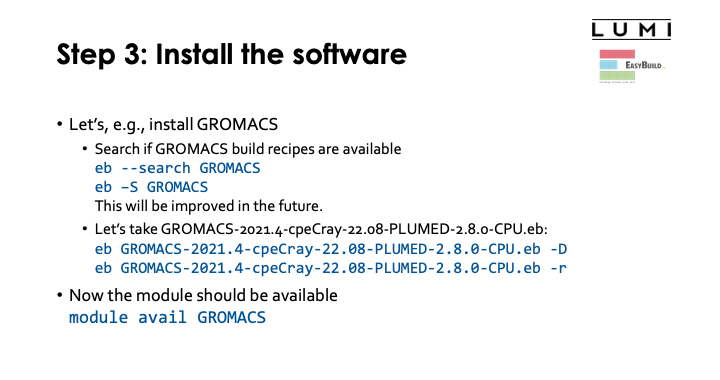 LUMI
EASYBUILD
Step 3: Install the software
• Let's, e.g., install GROMACS
• Search if GROMACS build recipes are available
eb --search GROMACS
eb –S GROMACS
This will be improved in the future.
• Let's take GROMACS-2021.4-cpeCray-22.08-PLUMED-2.8.0-CPU.eb:
eb GROMACS-2021.4-cpeCray-22.08-PLUMED-2.8.0-CPU.eb -D
eb GROMACS-2021.4-cpeCray-22.08-PLUMED-2.8.0-CPU.eb -r
• Now the module should be available
module avail GROMACS